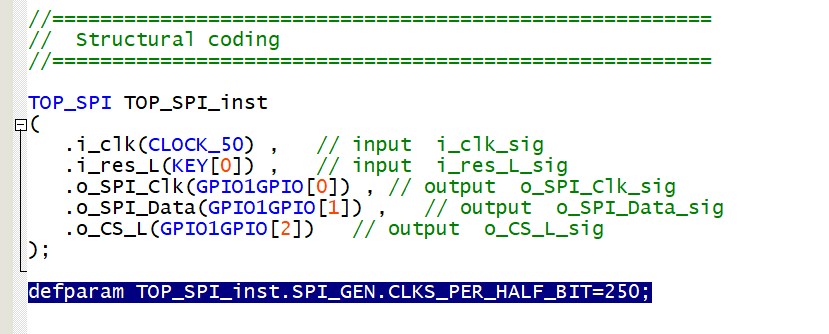 //=======================================================
//  Structural coding
//=======================================================
TOP_SPI TOP_SPI_inst
(
   .i_clk(CLOCK_50) ,   // input  i_clk_sig
   .i_res_L(KEY[0]) ,   // input  i_res_L_sig
   .o_SPI_Clk(GPIO1GPIO[0]) , // output  o_SPI_Clk_sig
   .o_SPI_Data(GPIO1GPIO[1]) ,   // output  o_SPI_Data_sig
   .o_CS_L(GPIO1GPIO[2])   // output  o_CS_L_sig
);
defparam TOP_SPI_inst.SPI_GEN.CLKS_PER_HALF_BIT=250;